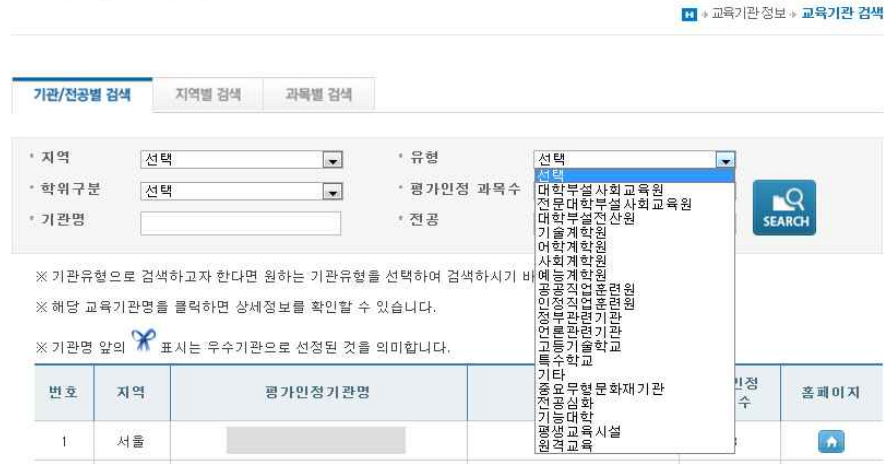 H » 교육기관 정보 » 교육기관 검색
기관/전공별 검색 지역별 검색 과목별 검색
지역 선택 유형 선택
학위구분 선택 평가인정 과목수
기관명 전공
SEARCH
선택
대학부설사회교육원
전문대학부설사회교육원
대학부설전산원
기술계학원
어학계학원
사회계학원
예능계학원
공공직업훈련원
인정직업훈련원
정부관련기관
언론관련기관
고등기술학교
특수학교
기타
중요무형문화재기관
전공심화
기능대학
평생교육시설
원격교육
※ 기관유형으로 검색하고자 한다면 원하는 기관유형을 선택하여 검색하시기
※ 해당 교육기관명을 클릭하면 상세정보를 확인할 수 있습니다.
※ 기관명 앞의 표시는 우수기관으로 선정된 것을 의미합니다.
번호 지역 평가인정기관명 인정 수 홈페이지
1 서울